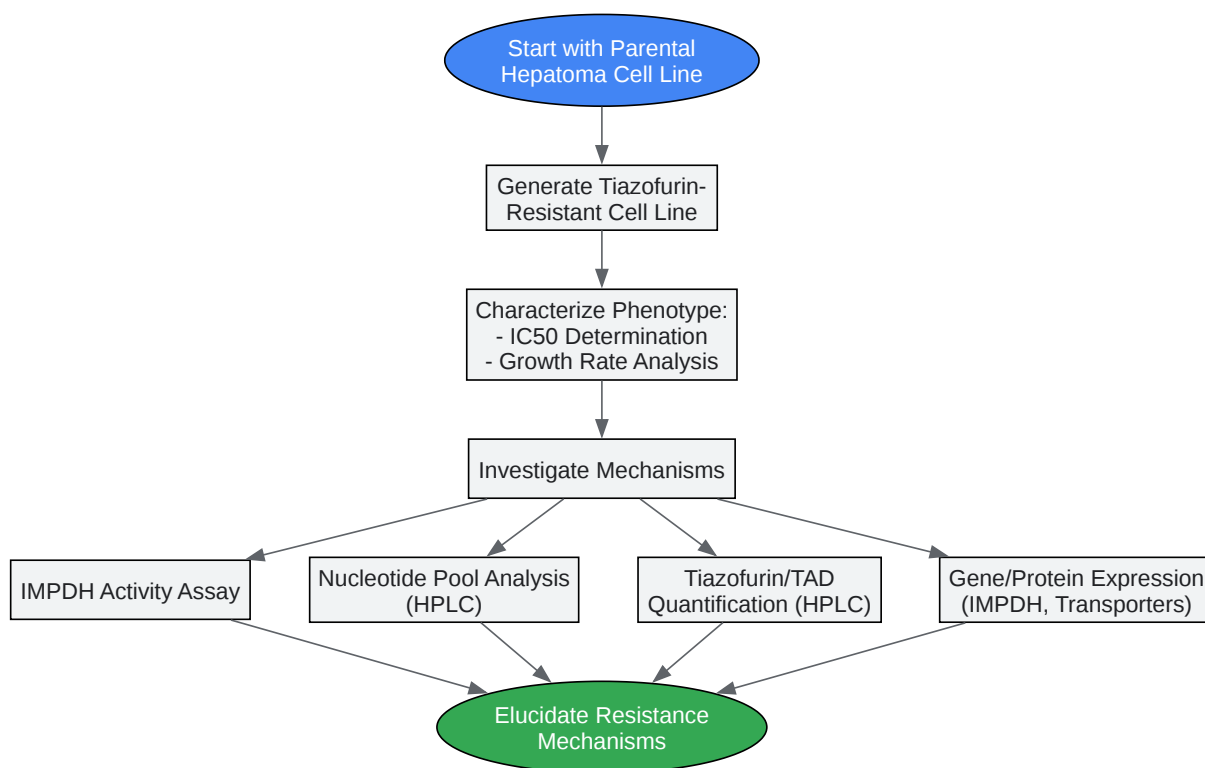 Start with Parental
Hepatoma Cell Line
Generate Tiazofurin-
Resistant Cell Line
Characterize Phenotype:
- IC50 Determination
- Growth Rate Analysis
Investigate Mechanisms
IMPDH Activity Assay
Nucleotide Pool Analysis
(HPLC)
Tiazofurin/TAD
Quantification (HPLC)
Gene/Protein Expression
(IMPDH, Transporters)
Elucidate Resistance
Mechanisms